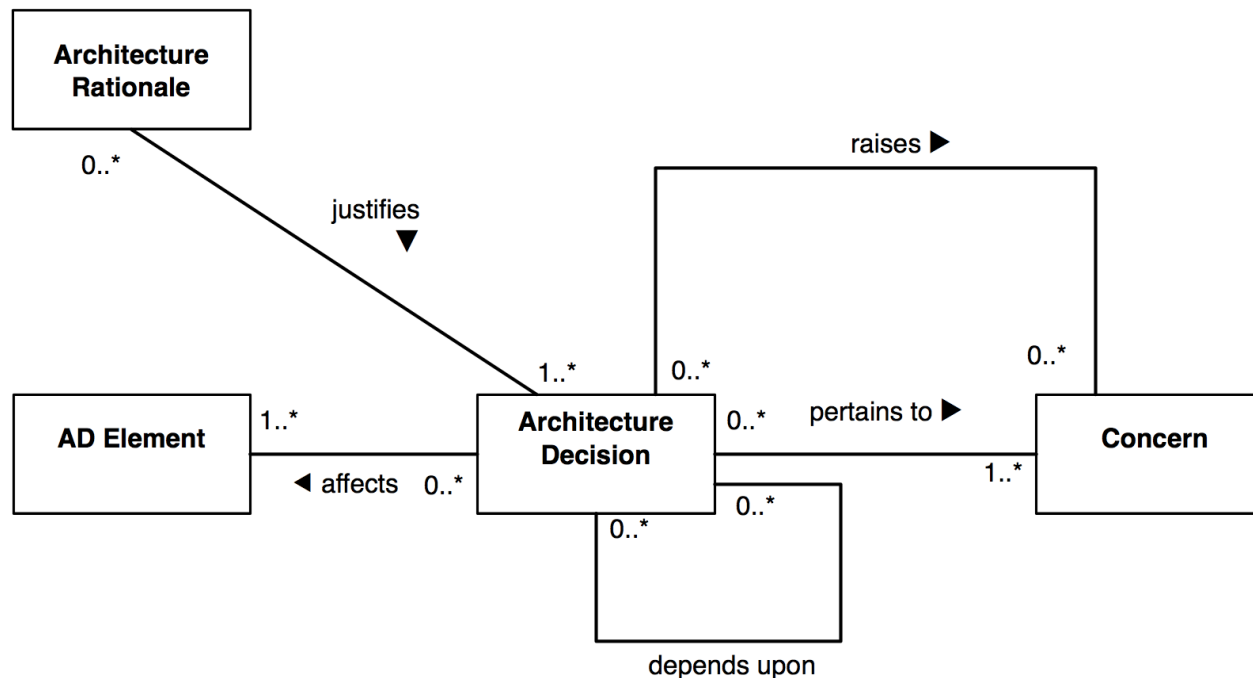 Architecture
Rationale
0..*
raises ▶
justifies
▼
1..*
0..*
0..*
AD Element
1..*
◀ affects
0..*
Architecture
Decision
0..*
pertains to ▶
1..*
Concern
0..*
0..*
depends upon